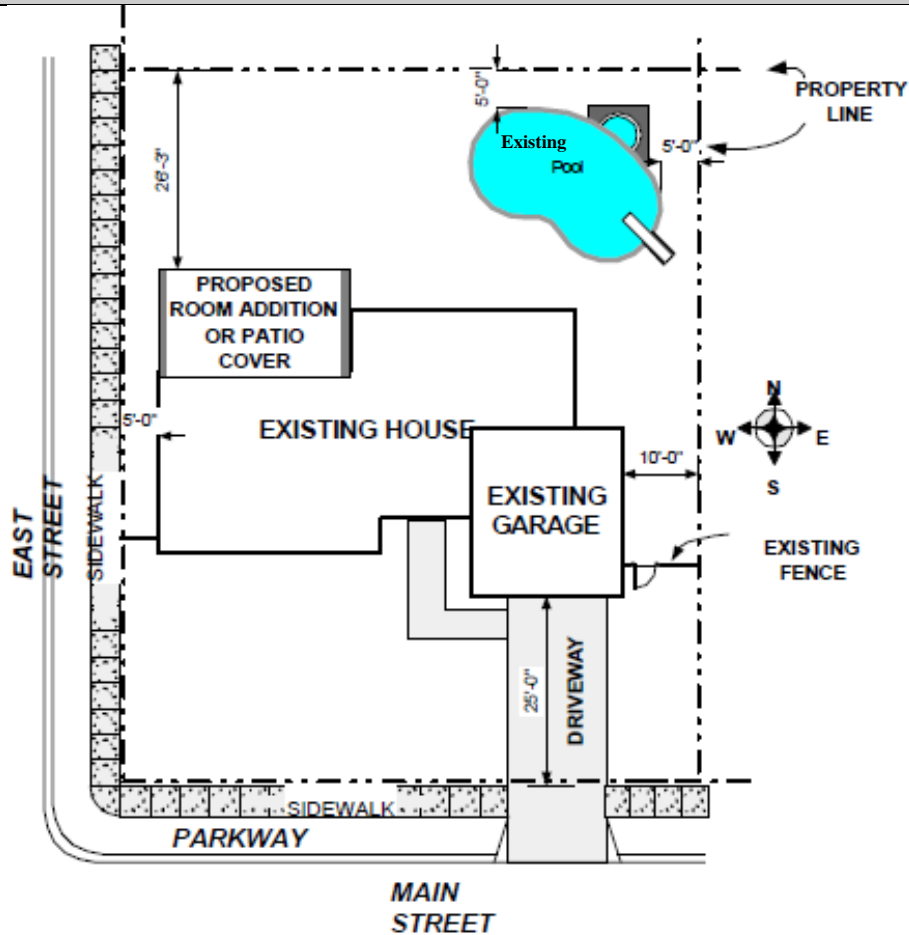 PROPERTY
LINE
5'-0"
Existing
Pool
5'-0"
26'-3"
PROPOSED
ROOM ADDITION
OR PATIO
COVER
5'-0"
EXISTING HOUSE
N
W
E
S
10'-0"
EXISTING
GARAGE
EXISTING
FENCE
EAST
STREET
SIDEWALK
25'-0"
DRIVEWAY
SIDEWALK
PARKWAY
MAIN
STREET